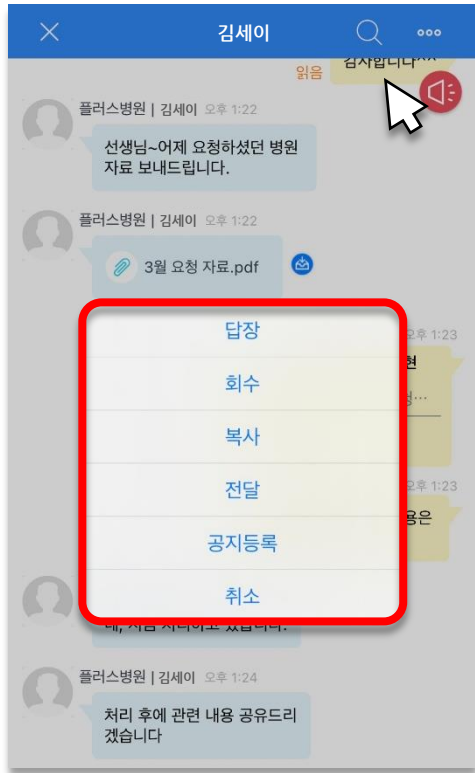 김세이
ooo
읽음
감사합니다^^
플러스병원 | 김세이 오후 1:22
선생님~어제 요청하셨던 병원
자료 보내드립니다.
플러스병원 | 김세이 오후 1:22
3월 요청 자료.pdf
답장
오후 1:23
현
회수
청…
복사
전달
오후 1:23
용은
공지등록
취소
네, 지금 처리하고 있습니다.
플러스병원 | 김세이 오후 1:24
처리 후에 관련 내용 공유드리
겠습니다